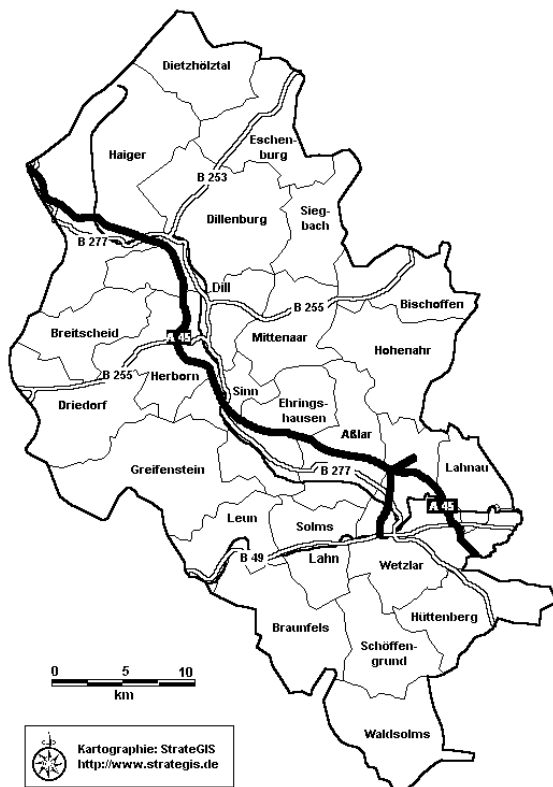 Dietzhölztal
Haiger
Eschen-
burg
B 253
Dillenburg
Sieg-
bach
B 277
Dill
B 255
Bischoffen
Breitscheid
A 45
Mittenaar
Hohenahr
B 255
Herborn
Sinn
Driedorf
Ehrings-
hausen
Aßlar
Greifenstein
B 277
Lahnau
A 45
Leun
Solms
B 49
Lahn
Wetzlar
Hüttenberg
Braunfels
Schöffen-
grund
0 5 10
km
Waldsolms
Kartographie: StrateGIS
http://www.strategis.de